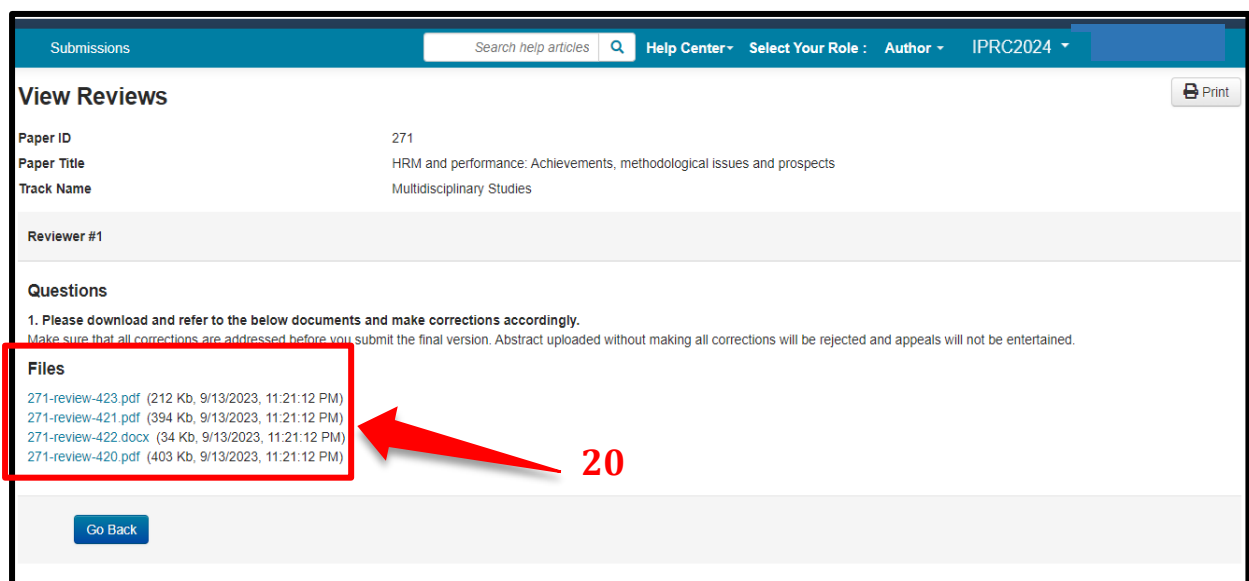 Submissions Search help articles Help Center Select Your Role : Author IPRC2024
View Reviews Print
Paper ID 271
Paper Title HRM and performance: Achievements, methodological issues and prospects
Track Name Multidisciplinary Studies
Reviewer #1
Questions
1. Please download and refer to the below documents and make corrections accordingly.
Make sure that all corrections are addressed before you submit the final version. Abstract uploaded without making all corrections will be rejected and appeals will not be entertained.
Files
271-review-423.pdf (212 Kb, 9/13/2023, 11:21:12 PM)
271-review-421.pdf (394 Kb, 9/13/2023, 11:21:12 PM)
271-review-422.docx (34 Kb, 9/13/2023, 11:21:12 PM)
271-review-420.pdf (403 Kb, 9/13/2023, 11:21:12 PM)
20
Go Back